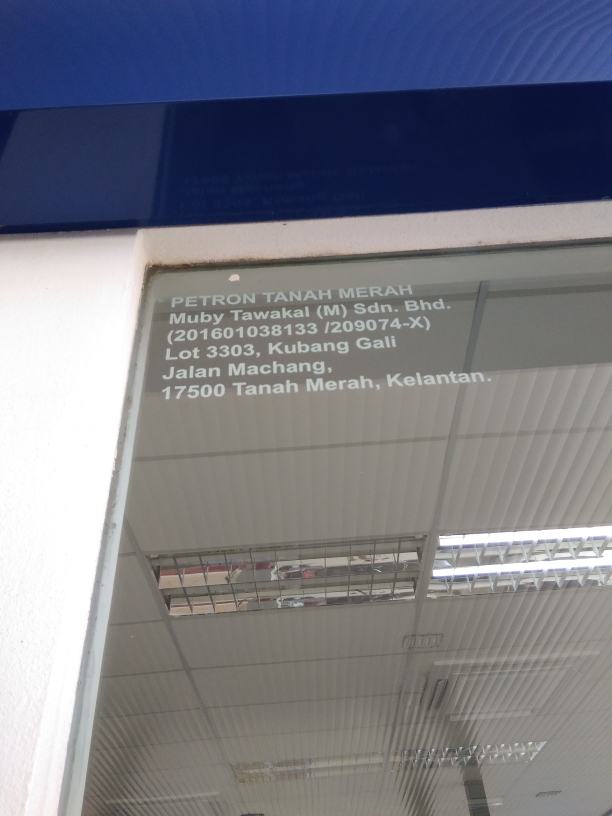 PETRON TANAH MERAH
Muby Tawakal (M) Sdn. Bhd.
(201601038133 /209074-X)
Lot 3303, Kubang Gali
Jalan Machang,
17500 Tanah Merah, Kelantan.